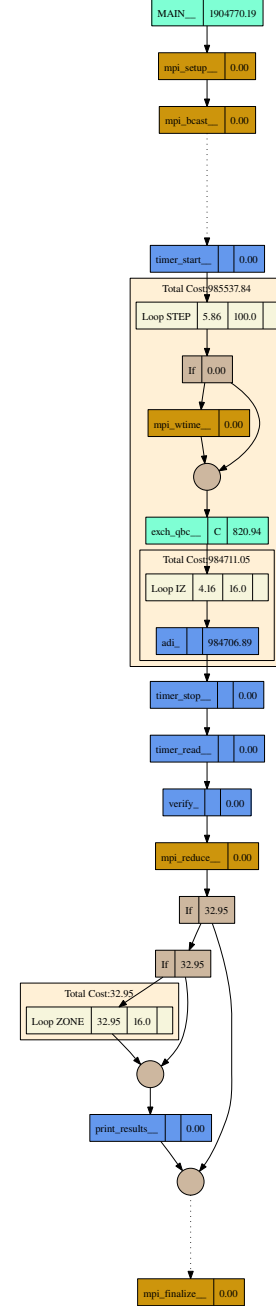 MAIN__ 1904770.19
mpi_setup__ 0.00
mpi_bcast__ 0.00
timer_start__ 0.00
Total Cost:985537.84
Loop STEP 5.86 100.0
If 0.00
mpi_wtime__ 0.00
exch_qbc__ C 820.94
Total Cost:984711.05
Loop IZ 4.16 16.0
adi_ 984706.89
timer_stop__ 0.00
timer_read__ 0.00
verify_ 0.00
mpi_reduce__ 0.00
If 32.95
If 32.95
Total Cost:32.95
Loop ZONE 32.95 16.0
print_results__ 0.00
mpi_finalize__ 0.00